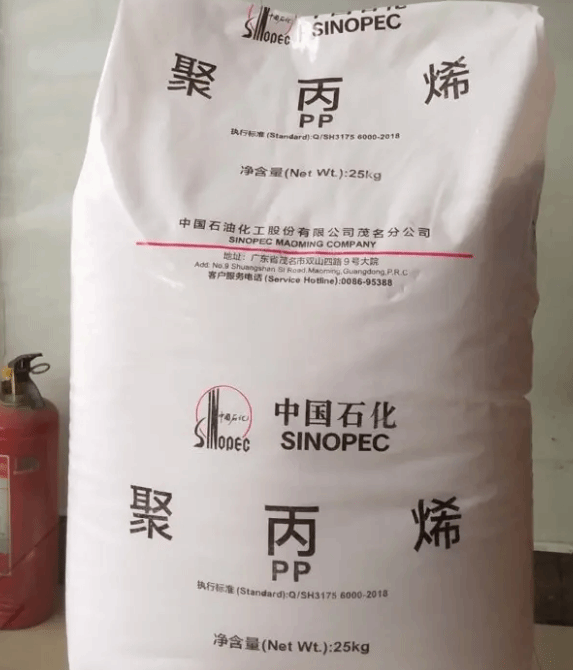 中国石化
SINOPEC
SINOPEC
聚 丙 烯
PP
执行标准(Standard):Q/SH3175 6000-2018
净含量(Net Wt.):25kg
中国石油化工股份有限公司茂名分公司
SINOPEC MAOMING COMPANY
地址：广东省茂名市双山四路9号大院
Add: No.9 Shuangshan Si Road,Maoming,Guangdong,P.R.C
客户服务电话(Service Hotline):0086-95388
中国石化
SINOPEC
中国石化
SINOPEC
聚 丙 烯
PP
执行标准(Standard):Q/SH3175 6000-2018
净含量(Net Wt.):25kg